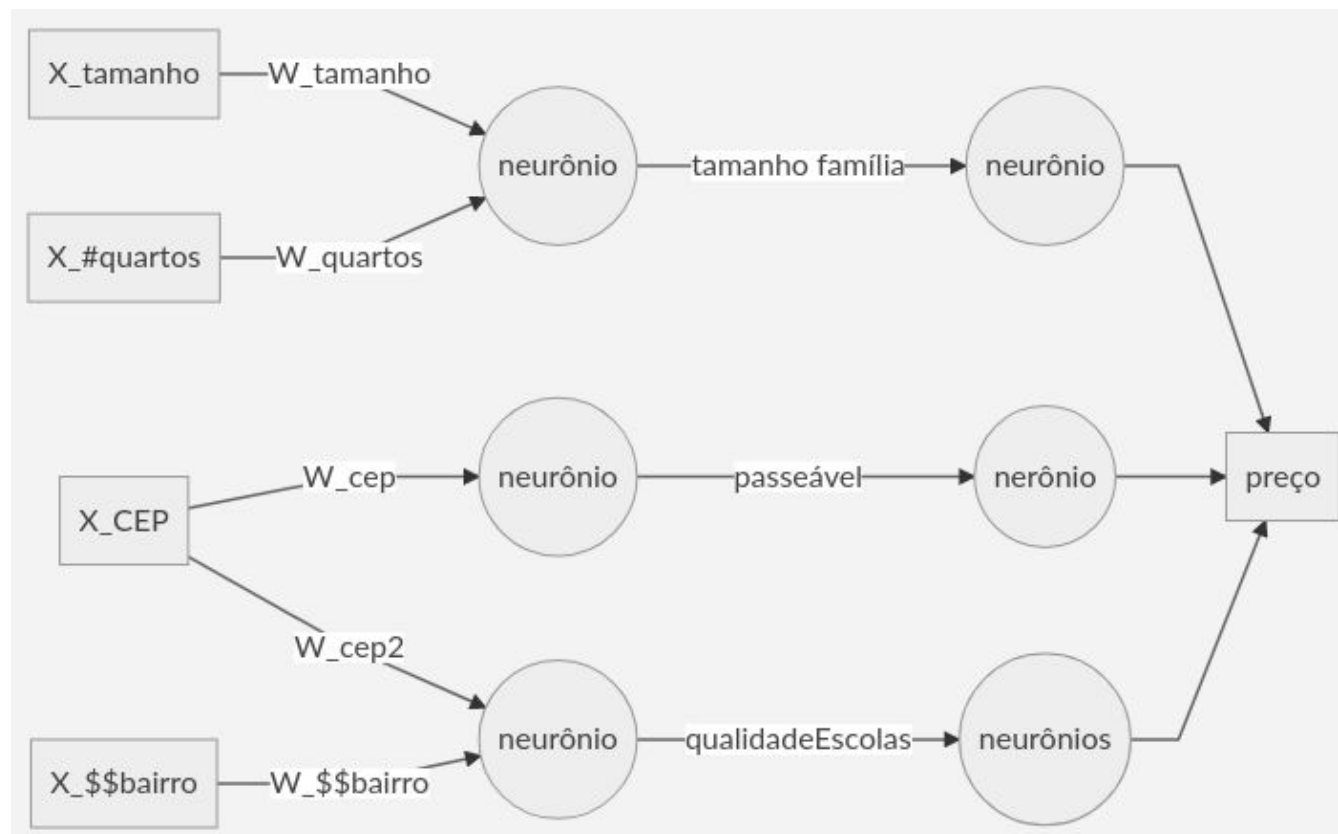 X_tamanho
W_tamanho
neurônio
tamanho família
neurônio
X_#quartos
W_quartos
X_CEP
W_cep
neurônio
passeável
nerônio
preço
W_cep2
neurônio
qualidadeEscolas
neurônios
X_$$bairro
W_$$bairro